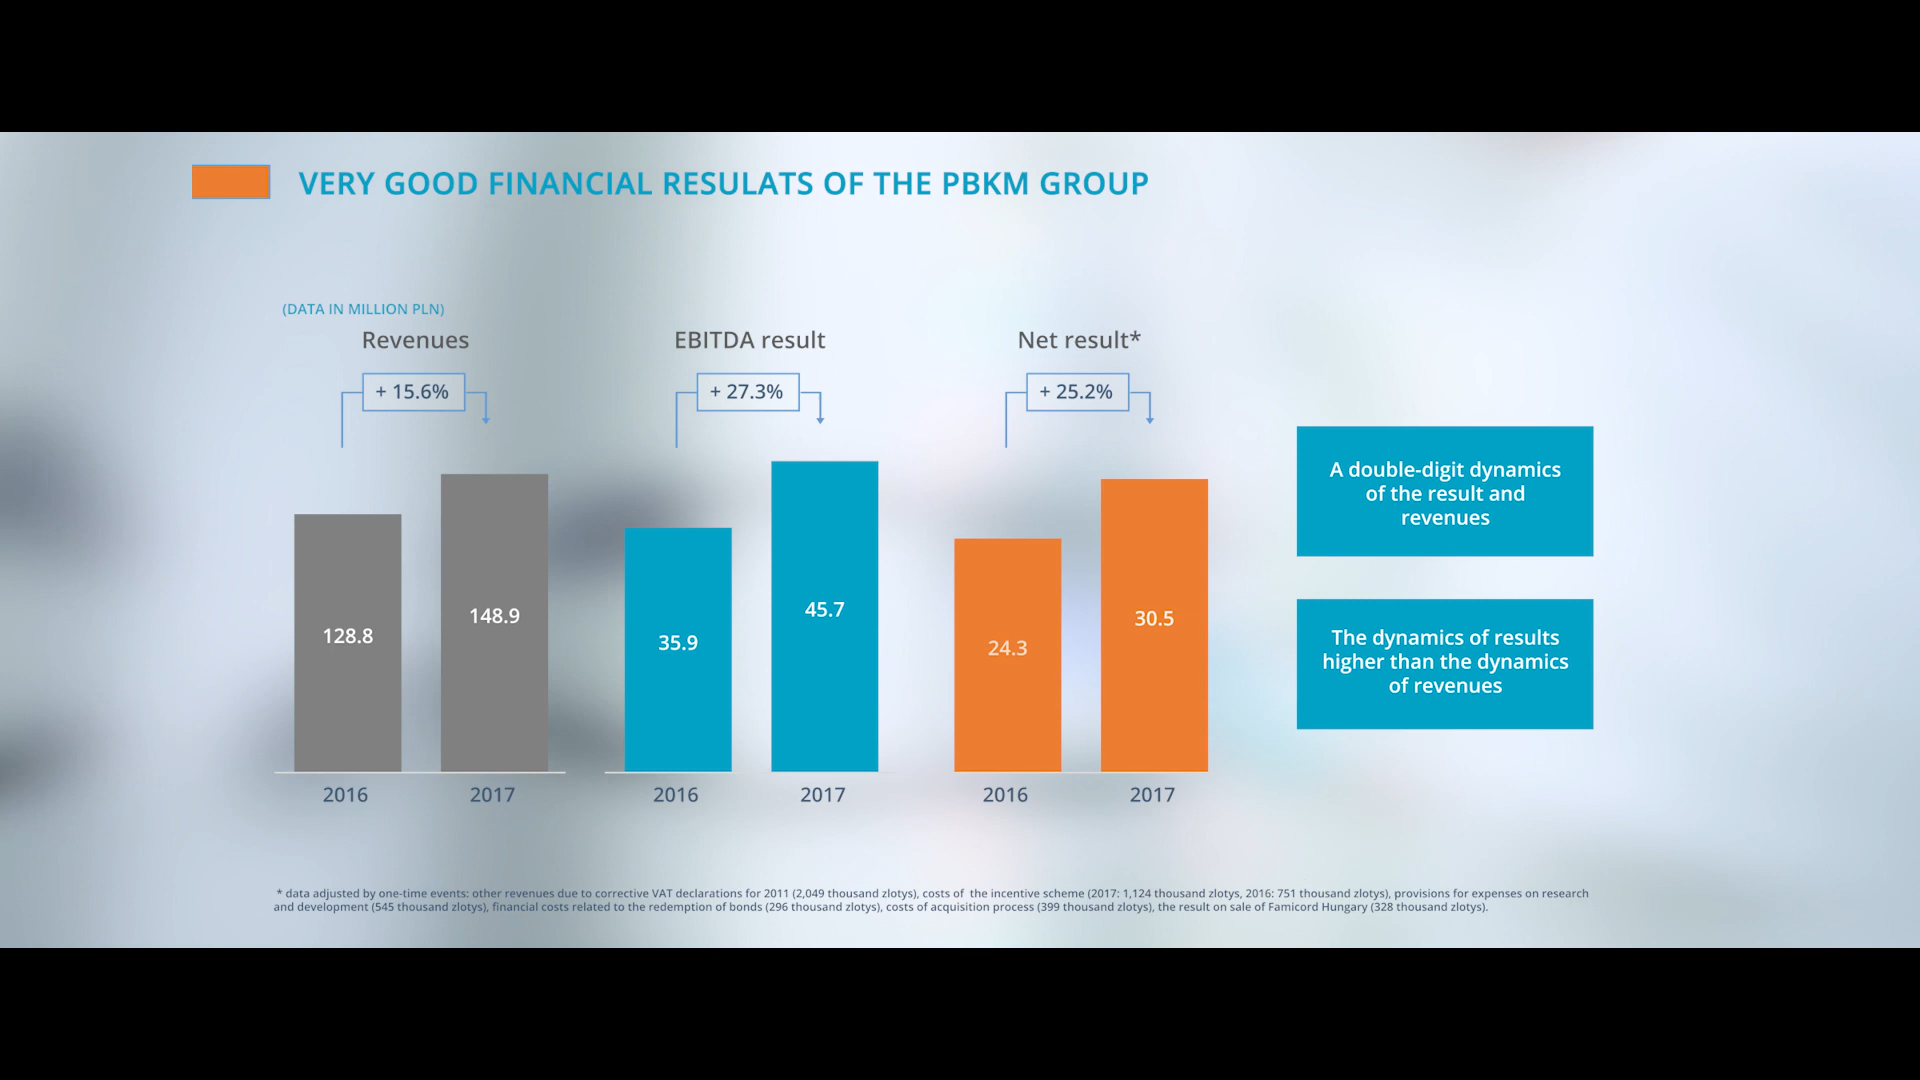 VERY GOOD FINANCIAL RESULATS OF THE PBKM GROUP
(DATA IN MILLION PLN)
Revenues
+ 15.6%
128.8
148.9
2016
2017
EBITDA result
+ 27.3%
35.9
45.7
2016
2017
Net result*
+ 25.2%
24.3
30.5
2016
2017
A double-digit dynamics
of the result and
revenues
The dynamics of results
higher than the dynamics
of revenues
* data adjusted by one-time events: other revenues due to corrective VAT declarations for 2011 (2,049 thousand zlotys), costs of the incentive scheme (2017: 1,124 thousand zlotys, 2016: 751 thousand zlotys), provisions for expenses on research
and development (545 thousand zlotys), financial costs related to the redemption of bonds (296 thousand zlotys), costs of acquisition process (399 thousand zlotys), the result on sale of Famicord Hungary (328 thousand zlotys).